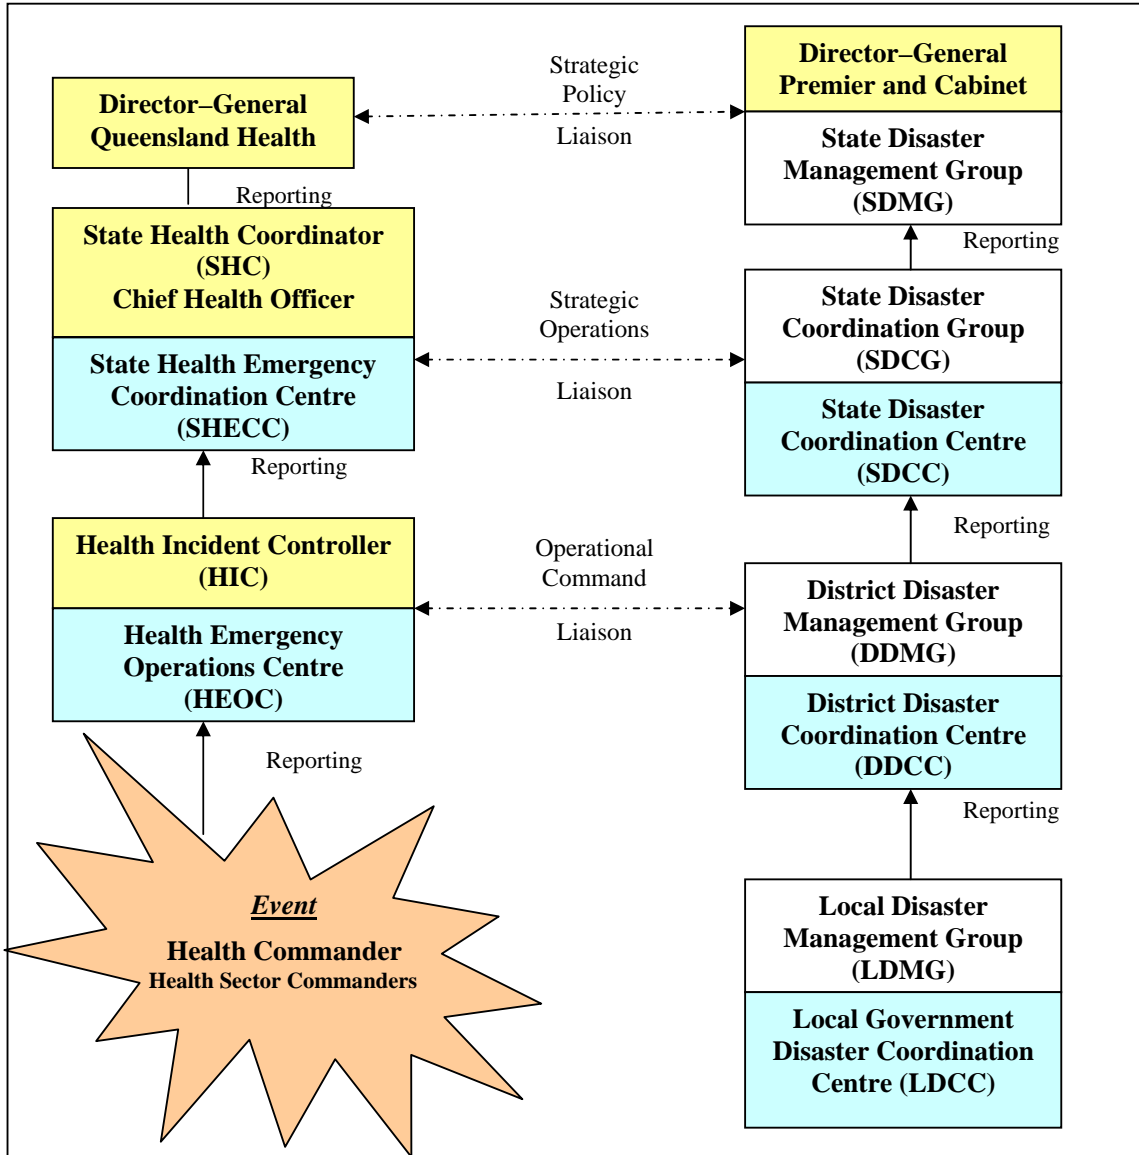 Director–General
Queensland Health
Strategic
Policy
Liaison
Director–General
Premier and Cabinet
State Disaster
Management Group
(SDMG)
Reporting
Reporting
State Health Coordinator
(SHC)
Chief Health Officer
State Health Emergency
Coordination Centre
(SHECC)
Strategic
Operations
Liaison
State Disaster
Coordination Group
(SDCG)
State Disaster
Coordination Centre
(SDCC)
Reporting
Reporting
Health Incident Controller
(HIC)
Health Emergency
Operations Centre
(HEOC)
Operational
Command
Liaison
District Disaster
Management Group
(DDMG)
District Disaster
Coordination Centre
(DDCC)
Reporting
Reporting
Event
Health Commander
Health Sector Commanders
Local Disaster
Management Group
(LDMG)
Local Government
Disaster Coordination
Centre (LDCC)